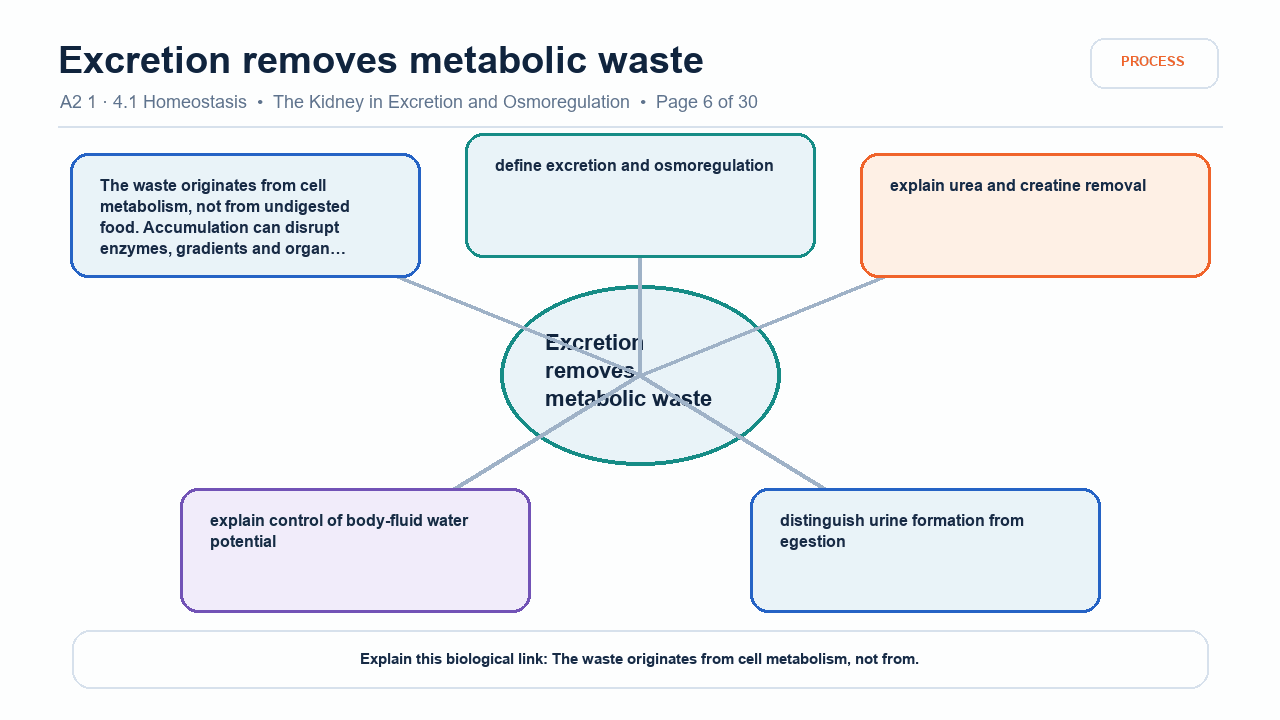 Excretion removes metabolic waste
PROCESS
A2 1 · 4.1 Homeostasis • The Kidney in Excretion and Osmoregulation • Page 6 of 30
The waste originates from cell
metabolism, not from undigested
food. Accumulation can disrupt
enzymes, gradients and organ…
define excretion and osmoregulation
explain urea and creatine removal
Excretion
removes
metabolic waste
explain control of body-fluid water
potential
distinguish urine formation from
egestion
Explain this biological link: The waste originates from cell metabolism, not from.